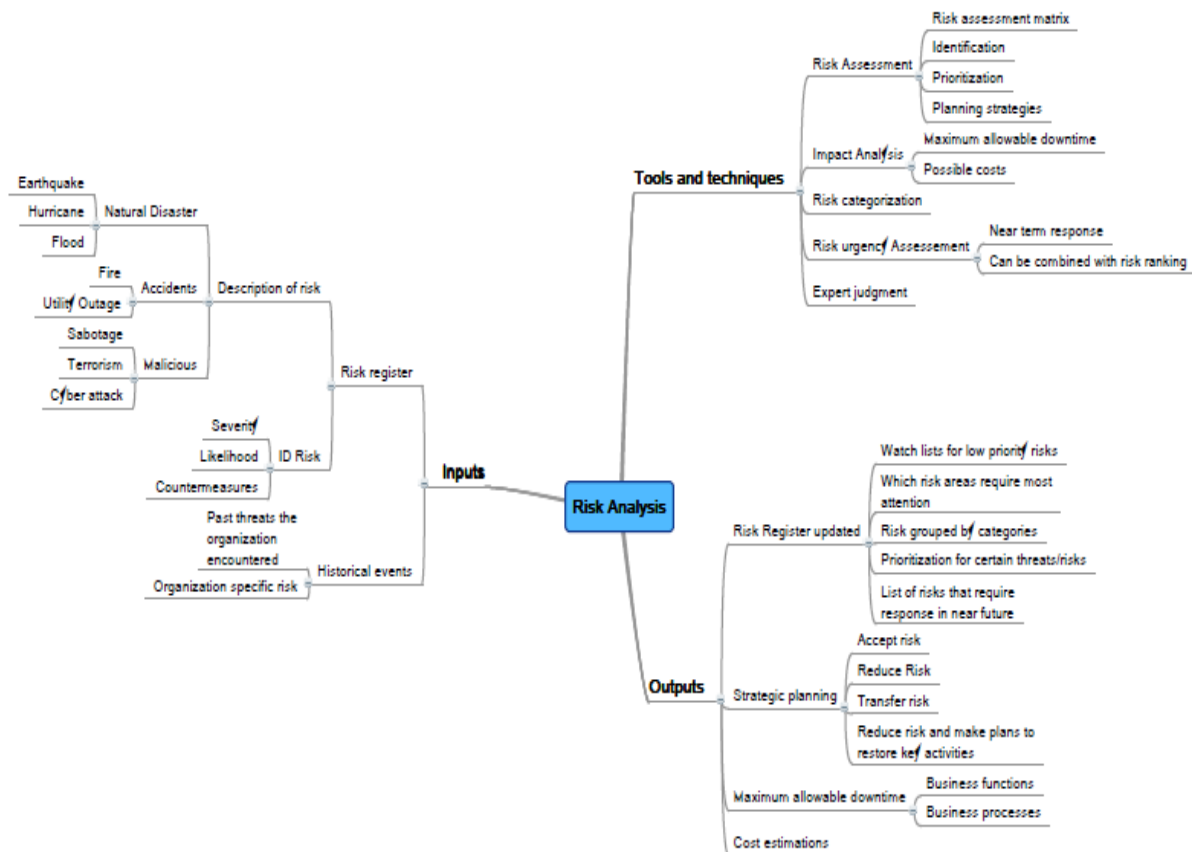 Risk Analysis
Tools and techniques
Risk Assessment
Risk assessment matrix
Identification
Prioritization
Planning strategies
Impact Analysis
Maximum allowable downtime
Possible costs
Risk categorization
Risk urgency Assessement
Near term response
Can be combined with risk ranking
Expert judgment
Inputs
Risk register
Description of risk
Natural Disaster
Earthquake
Hurricane
Flood
Accidents
Fire
Utility Outage
Malicious
Sabotage
Terrorism
Cyber attack
ID Risk
Severity
Likelihood
Countermeasures
Historical events
Past threats the
organization
encountered
Organization specific risk
Outputs
Risk Register updated
Watch lists for low priority risks
Which risk areas require most
attention
Risk grouped by categories
Prioritization for certain threats/risks
List of risks that require
response in near future
Strategic planning
Accept risk
Reduce Risk
Transfer risk
Reduce risk and make plans to
restore key activities
Maximum allowable downtime
Business functions
Business processes
Cost estimations